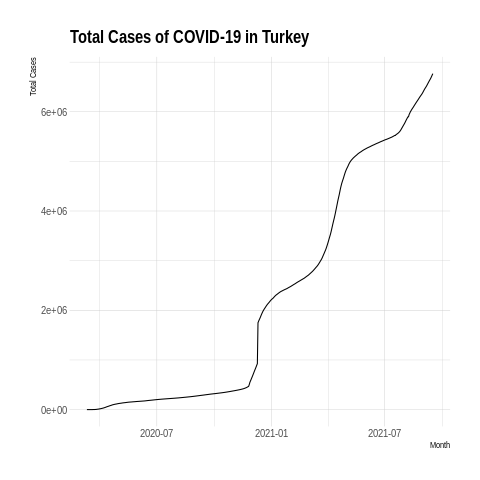 Total Cases of COVID-19 in Turkey
Total Cases
6e+06
4e+06
2e+06
0e+00
2020-07
2021-01
2021-07
Month